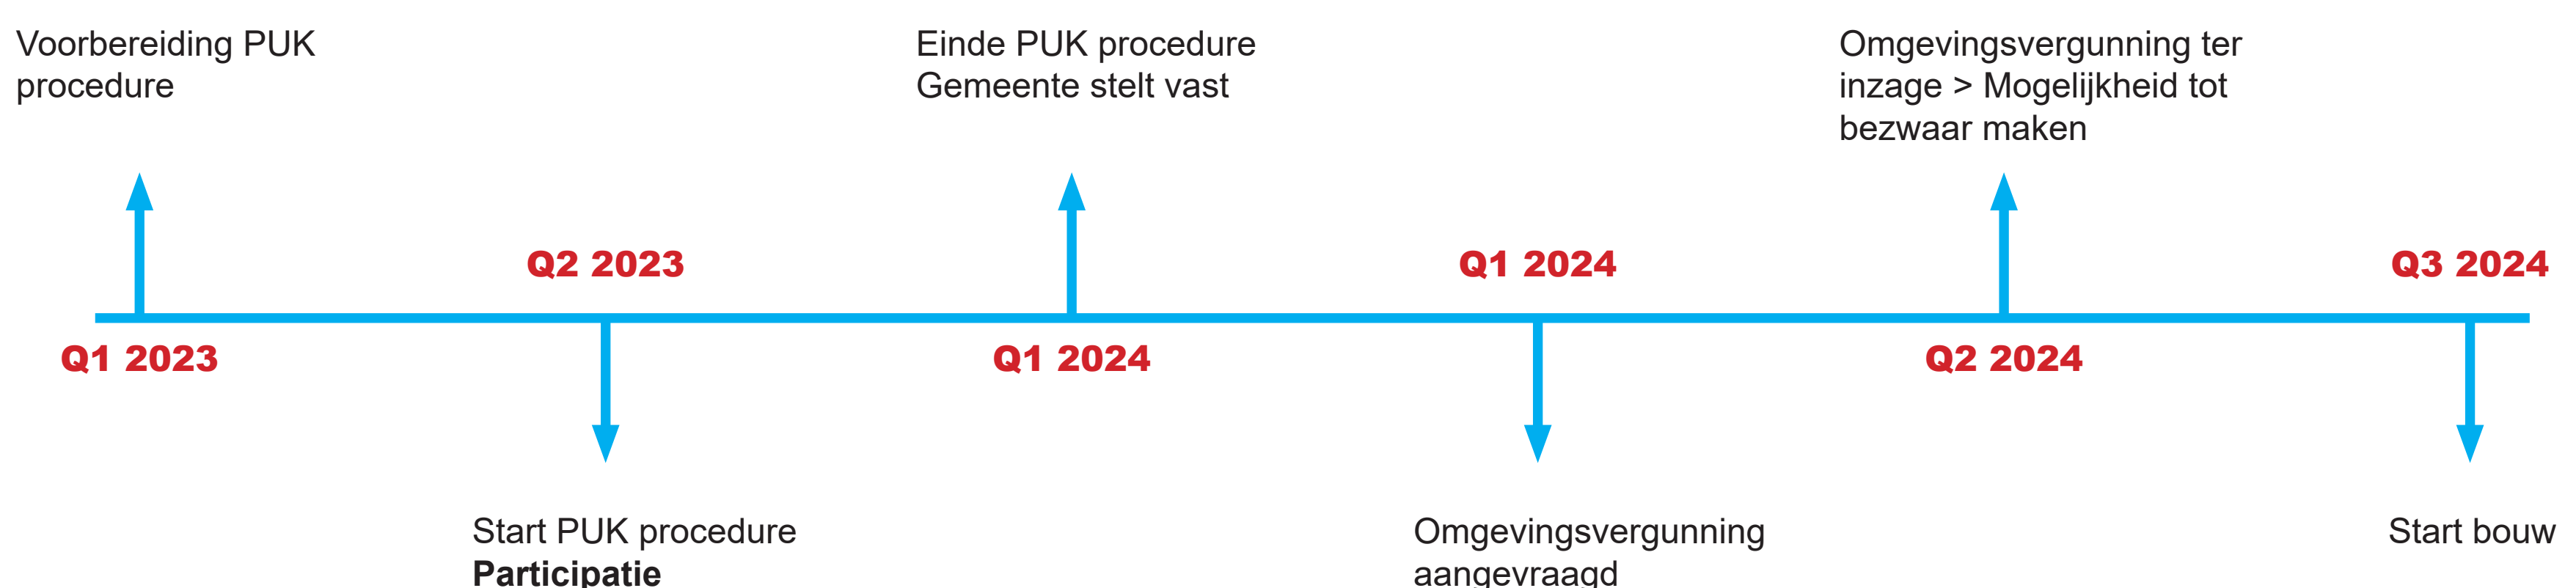 Voorbereiding PUK
procedure
Einde PUK procedure
Gemeente stelt vast
Omgevingsvergunning ter
inzage > Mogelijkheid tot
bezwaar maken
Q2 2023
Q1 2024
Q3 2024
Q1 2023
Q1 2024
Q2 2024
Start PUK procedure
Participatie
Omgevingsvergunning
aangevraagd
Start bouw